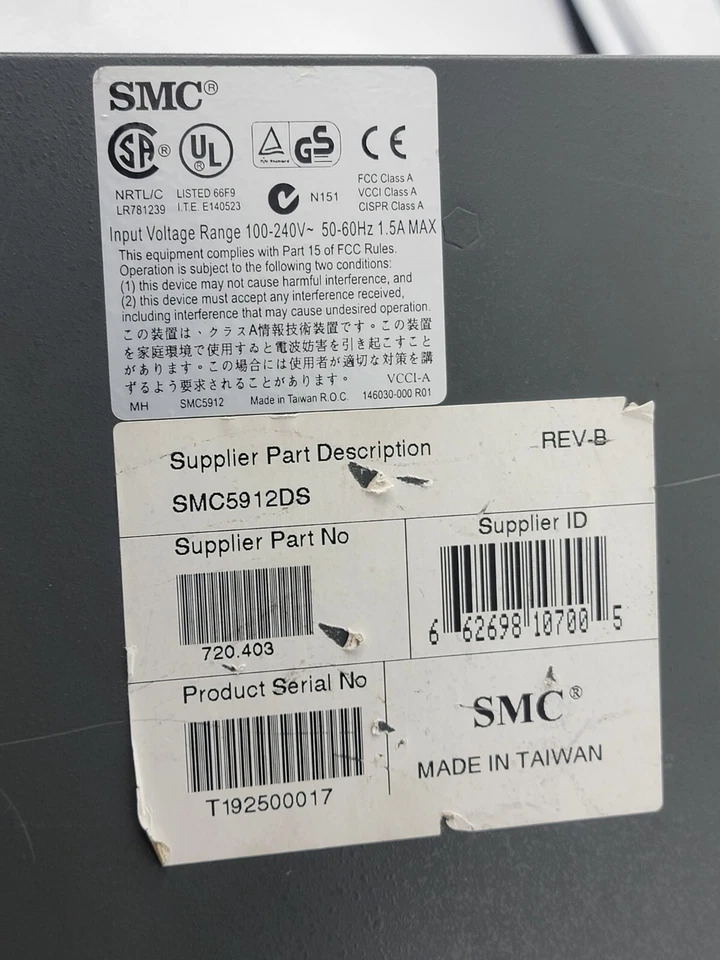 SMC®
SA® UL® GS CE
NRTL/C LISTED 66F9 N151 FCC Class A
LR781239 I.T.E. E140523 VCCI Class A
CISPR Class A
Input Voltage Range 100-240V~ 50-60Hz 1.5A MAX
This equipment complies with Part 15 of FCC Rules.
Operation is subject to the following two conditions:
(1) this device may not cause harmful interference, and
(2) this device must accept any interference received,
including interference that may cause undesired operation.
この装置は、クラスA情報技術装置です。この装置
を家庭環境で使用すゐと電波妨害を引き起こすこと
があります。この場合には使用者が適切な対策を講
ずるよう要求されることがあります。 VCCI-A
MH SMC5912 Made in Taiwan R.O.C. 146030-000 R01
Supplier Part Description REV-B
SMC5912DS
Supplier Part No Supplier ID
720.403 6 62698 10700 5
Product Serial No
SMC®
MADE IN TAIWAN
T192500017